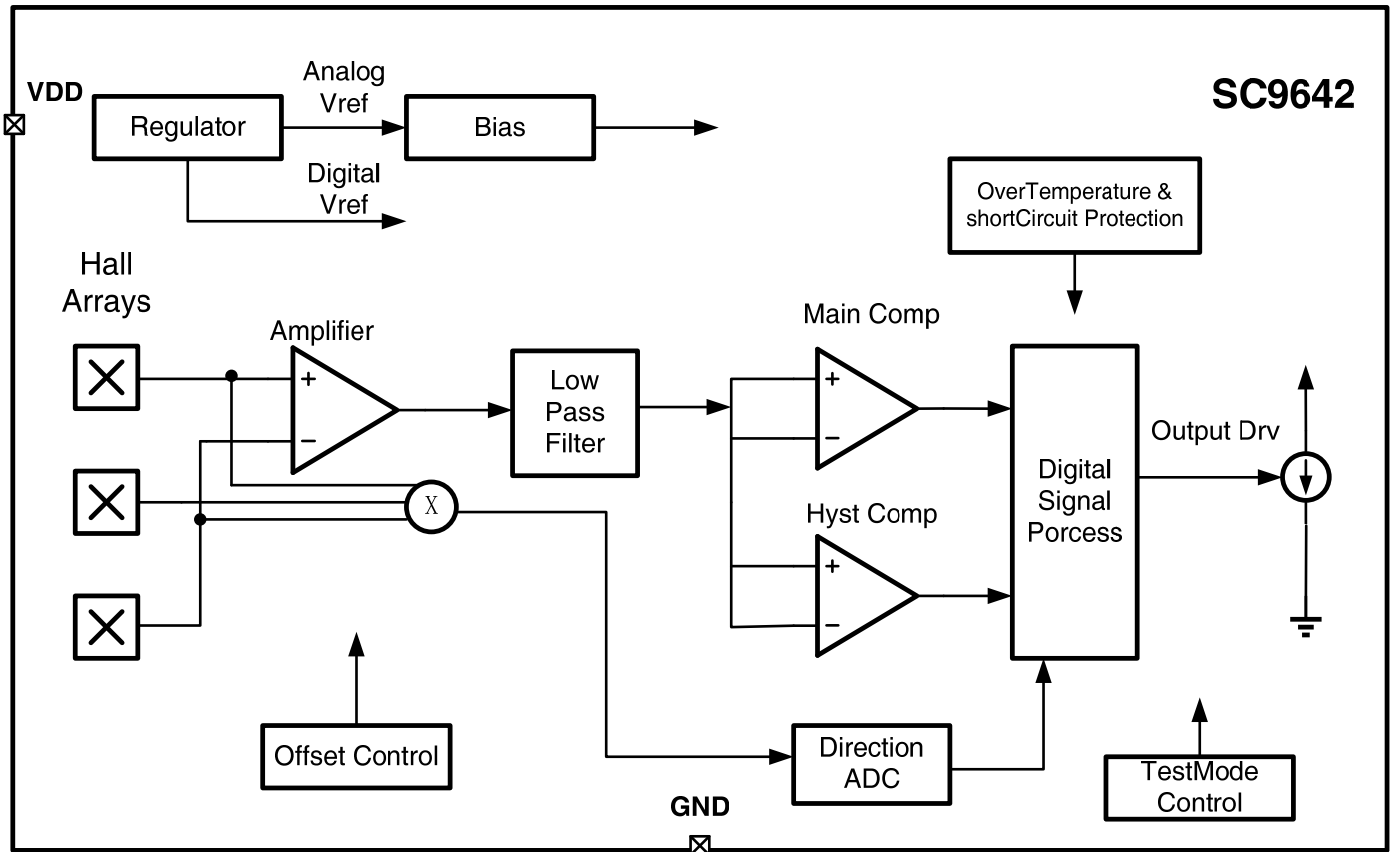 VDD
Analog
Vref
SC9642
Regulator
Bias
Digital
Vref
OverTemperature &
shortCircuit Protection
Hall
Arrays
Amplifier
Main Comp
+
−
Low
Pass
Filter
+
−
Output Drv
Digital
Signal
Porcess
X
Hyst Comp
+
−
Offset Control
Direction
ADC
TestMode
Control
GND